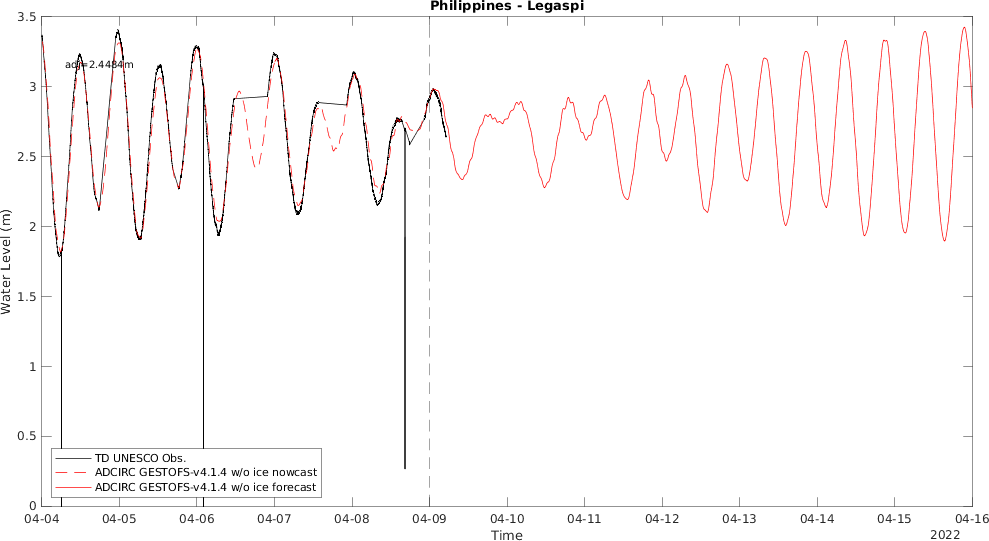 Philippines - Legaspi
3.5
3
2.5
2
1.5
1
0.5
0
Water Level (m)
adj=2.4484m
TD UNESCO Obs.
ADCIRC GESTOFS-v4.1.4 w/o ice nowcast
ADCIRC GESTOFS-v4.1.4 w/o ice forecast
04-04 04-05 04-06 04-07 04-08 04-09 04-10 04-11 04-12 04-13 04-14 04-15 04-16
Time
2022